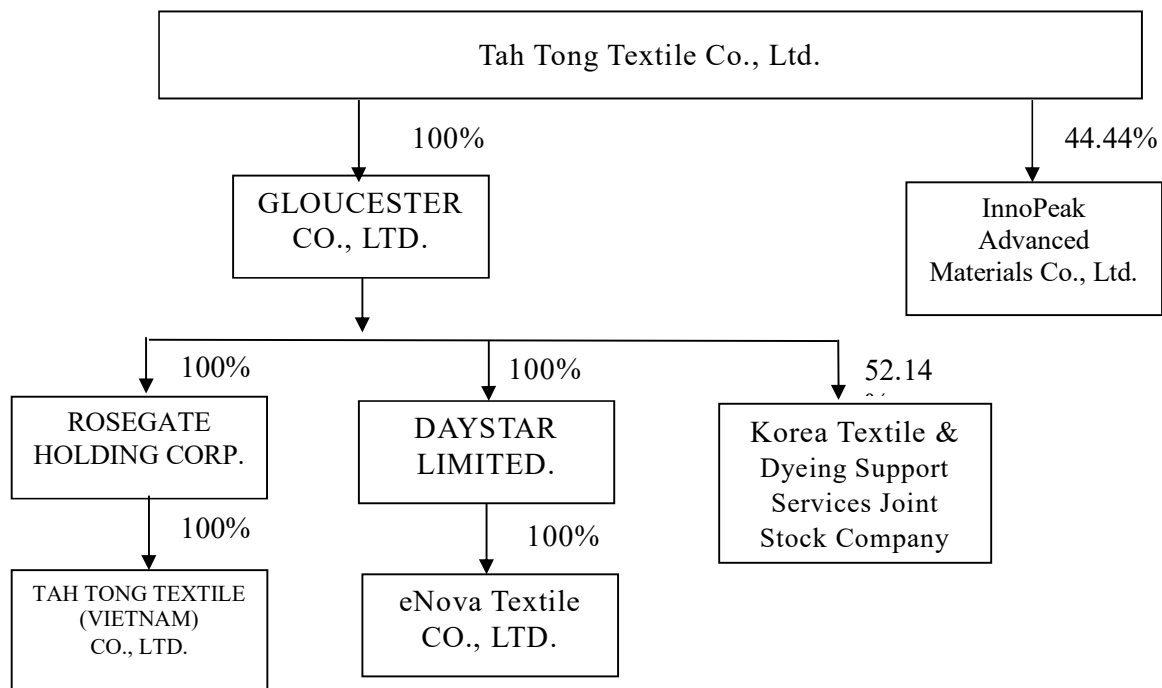 Tah Tong Textile Co., Ltd.
100%
44.44%
GLOUCESTER
CO., LTD.
InnoPeak
Advanced
Materials Co., Ltd.
100%
100%
52.14
ROSEGATE
HOLDING CORP.
DAYSTAR
LIMITED.
Korea Textile &
Dyeing Support
Services Joint
Stock Company
100%
100%
TAH TONG TEXTILE
(VIETNAM)
CO., LTD.
eNova Textile
CO., LTD.